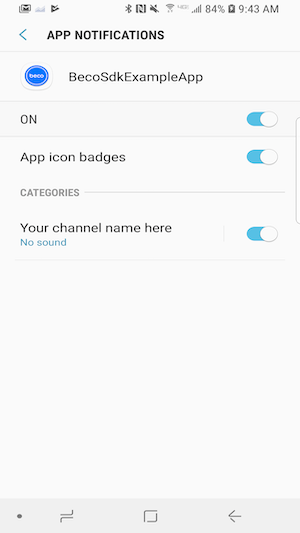 84% 9:43 AM
APP NOTIFICATIONS
beco
BecoSdkExampleApp
ON
App icon badges
CATEGORIES
Your channel name here
No sound